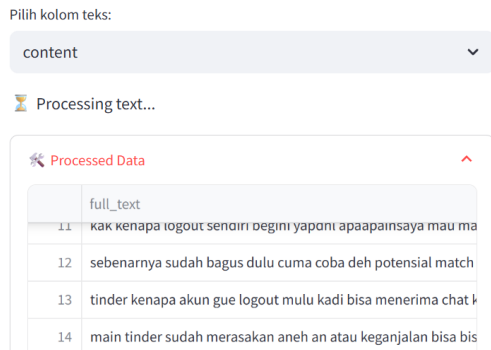 Pilih kolom teks:
content
Processing text...
Processed Data
full_text
11 kak kenapa logout sendiri begini yapdhl apaapainsaya mau ma
12 sebenarnya sudah bagus dulu cuma coba deh potensial match
13 tinder kenapa akun gue logout mulu kadi bisa menerima chat k
14 main tinder sudah merasakan aneh an atau keganjalan bisa bis